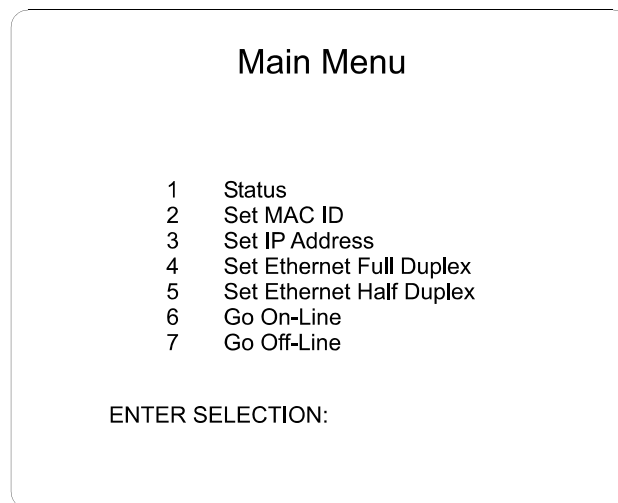 Main Menu
1 Status
2 Set MAC ID
3 Set IP Address
4 Set Ethernet Full Duplex
5 Set Ethernet Half Duplex
6 Go On-Line
7 Go Off-Line
ENTER SELECTION: